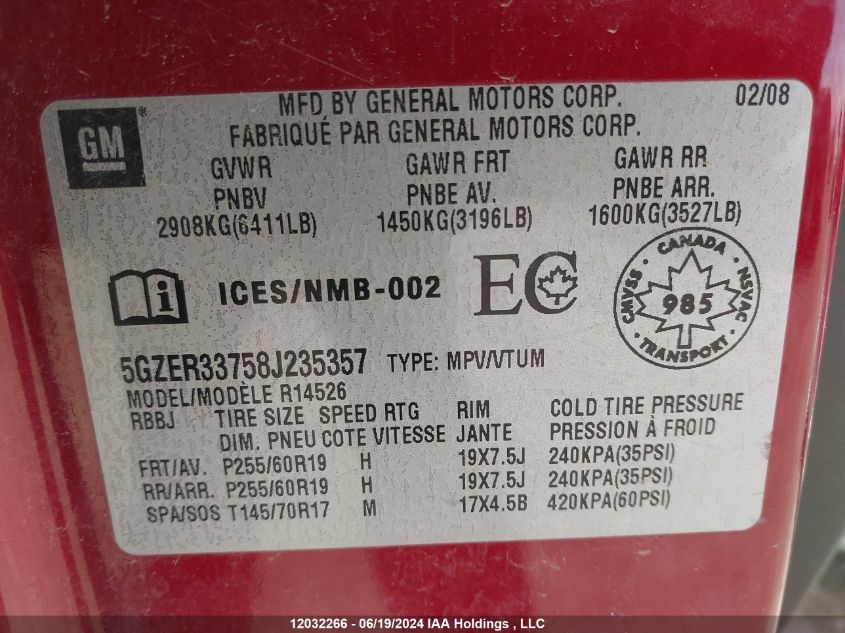 MFD BY GENERAL MOTORS CORP. 02/08
FABRIQUÉ PAR GENERAL MOTORS CORP.
GM ®
GVWR GAWR FRT GAWR RR
PNBV PNBE AV. PNBE ARR.
2908KG(6411LB) 1450KG(3196LB) 1600KG(3527LB)
i ICES/NMB-002 EC
CANADA
CMVSS 985 NSVAC
TRANSPORT
5GZER33758J235357 TYPE: MPV/VTUM
MODEL/MODÈLE R14526
RBBJ TIRE SIZE SPEED RTG RIM COLD TIRE PRESSURE
DIM. PNEU COTE VITESSE JANTE PRESSION À FROID
FRT/AV. P255/60R19 H 19X7.5J 240KPA(35PSI)
RR/ARR. P255/60R19 H 19X7.5J 240KPA(35PSI)
SPA/SOS T145/70R17 M 17X4.5B 420KPA(60PSI)
12032266 - 06/19/2024 IAA Holdings , LLC